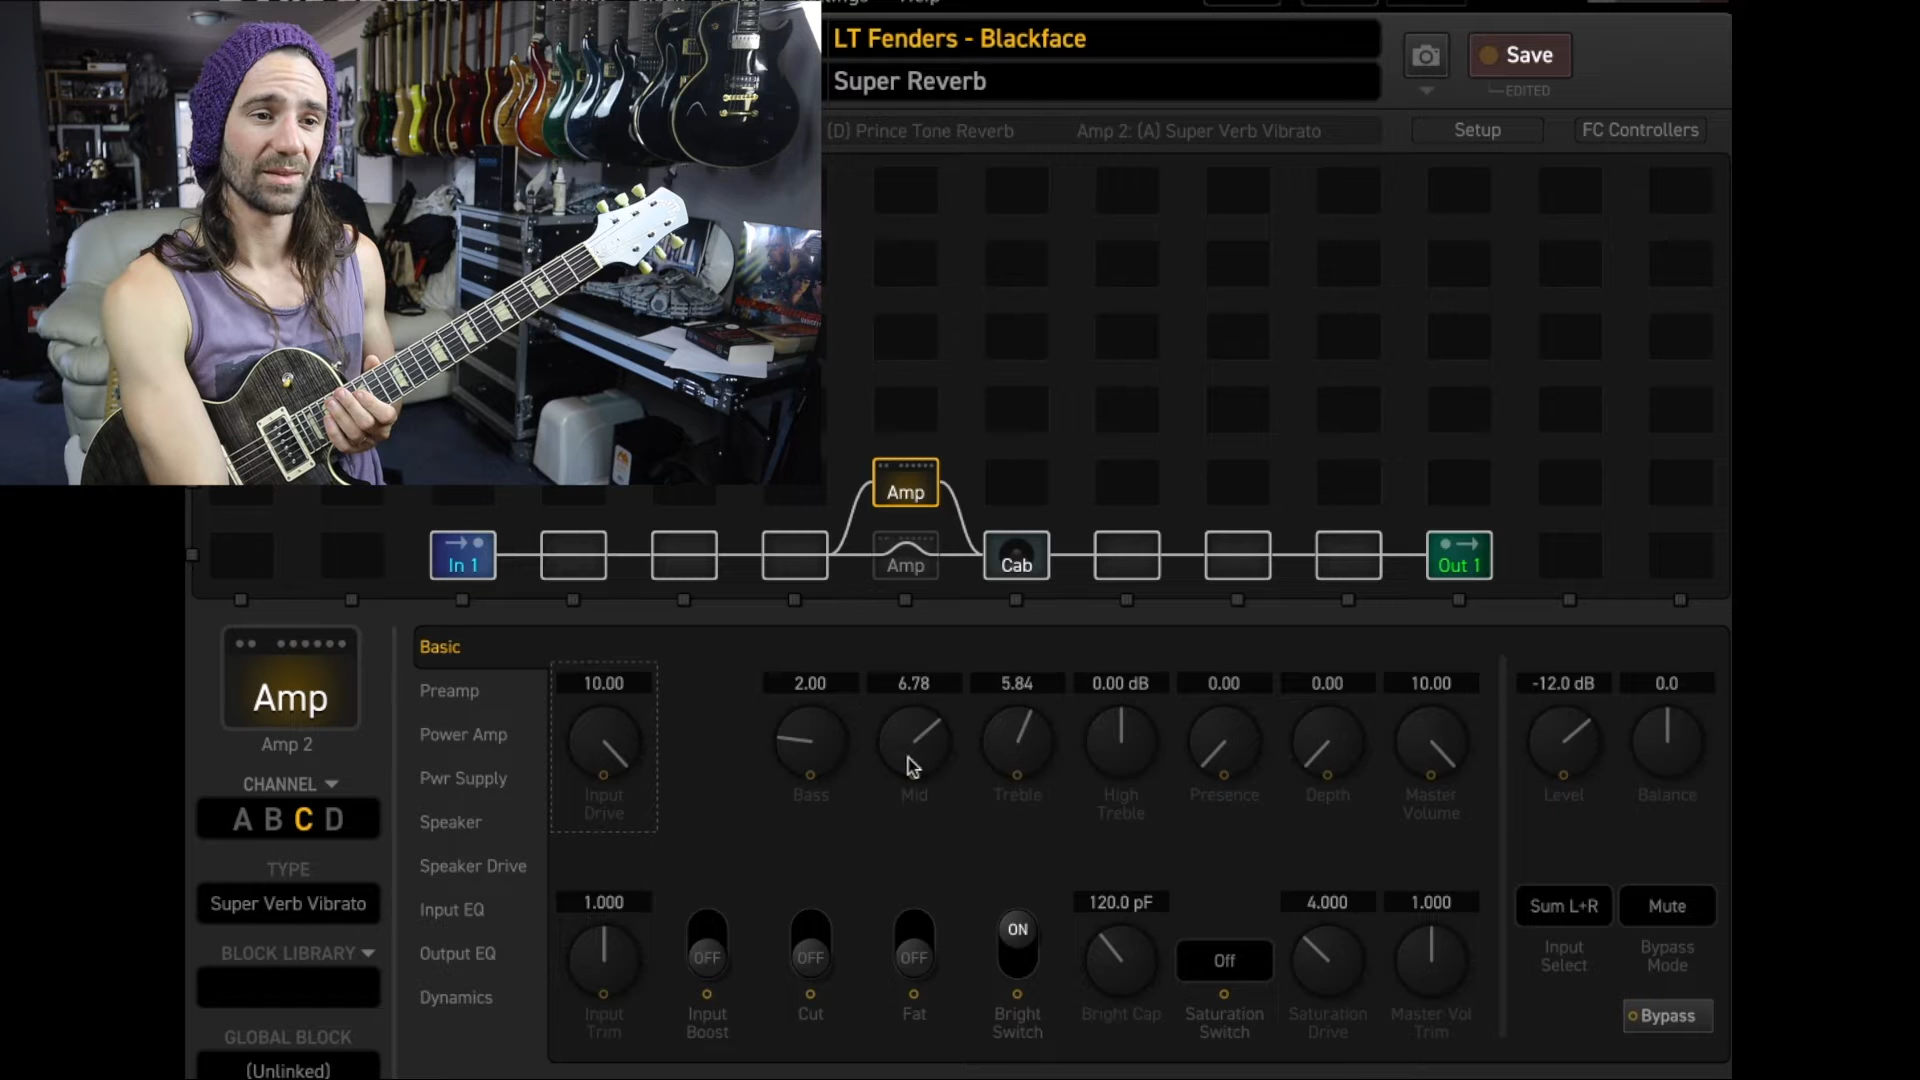 Help
LT Fenders - Blackface
Super Reverb
Save
EDITED
(D) Prince Tone Reverb
Amp 2: (A) Super Verb Vibrato
Setup
FC Controllers
Amp
In 1
Amp
Cab
Out 1
Amp
Amp 2
CHANNEL
A B C D
TYPE
Super Verb Vibrato
BLOCK LIBRARY
GLOBAL BLOCK
(Unlinked)
Basic
Preamp
Power Amp
Pwr Supply
Speaker
Speaker Drive
Input EQ
Output EQ
Dynamics
10.00
2.00
6.78
5.84
0.00 dB
0.00
0.00
10.00
-12.0 dB
0.0
Input
Drive
Bass
Mid
Treble
High
Treble
Presence
Depth
Master
Volume
Level
Balance
1.000
120.0 pF
4.000
1.000
OFF
OFF
OFF
ON
Off
Sum L+R
Mute
Input
Trim
Input
Boost
Cut
Fat
Bright
Switch
Bright Cap
Saturation
Switch
Saturation
Drive
Master Vol
Trim
Input
Select
Bypass
Mode
Bypass